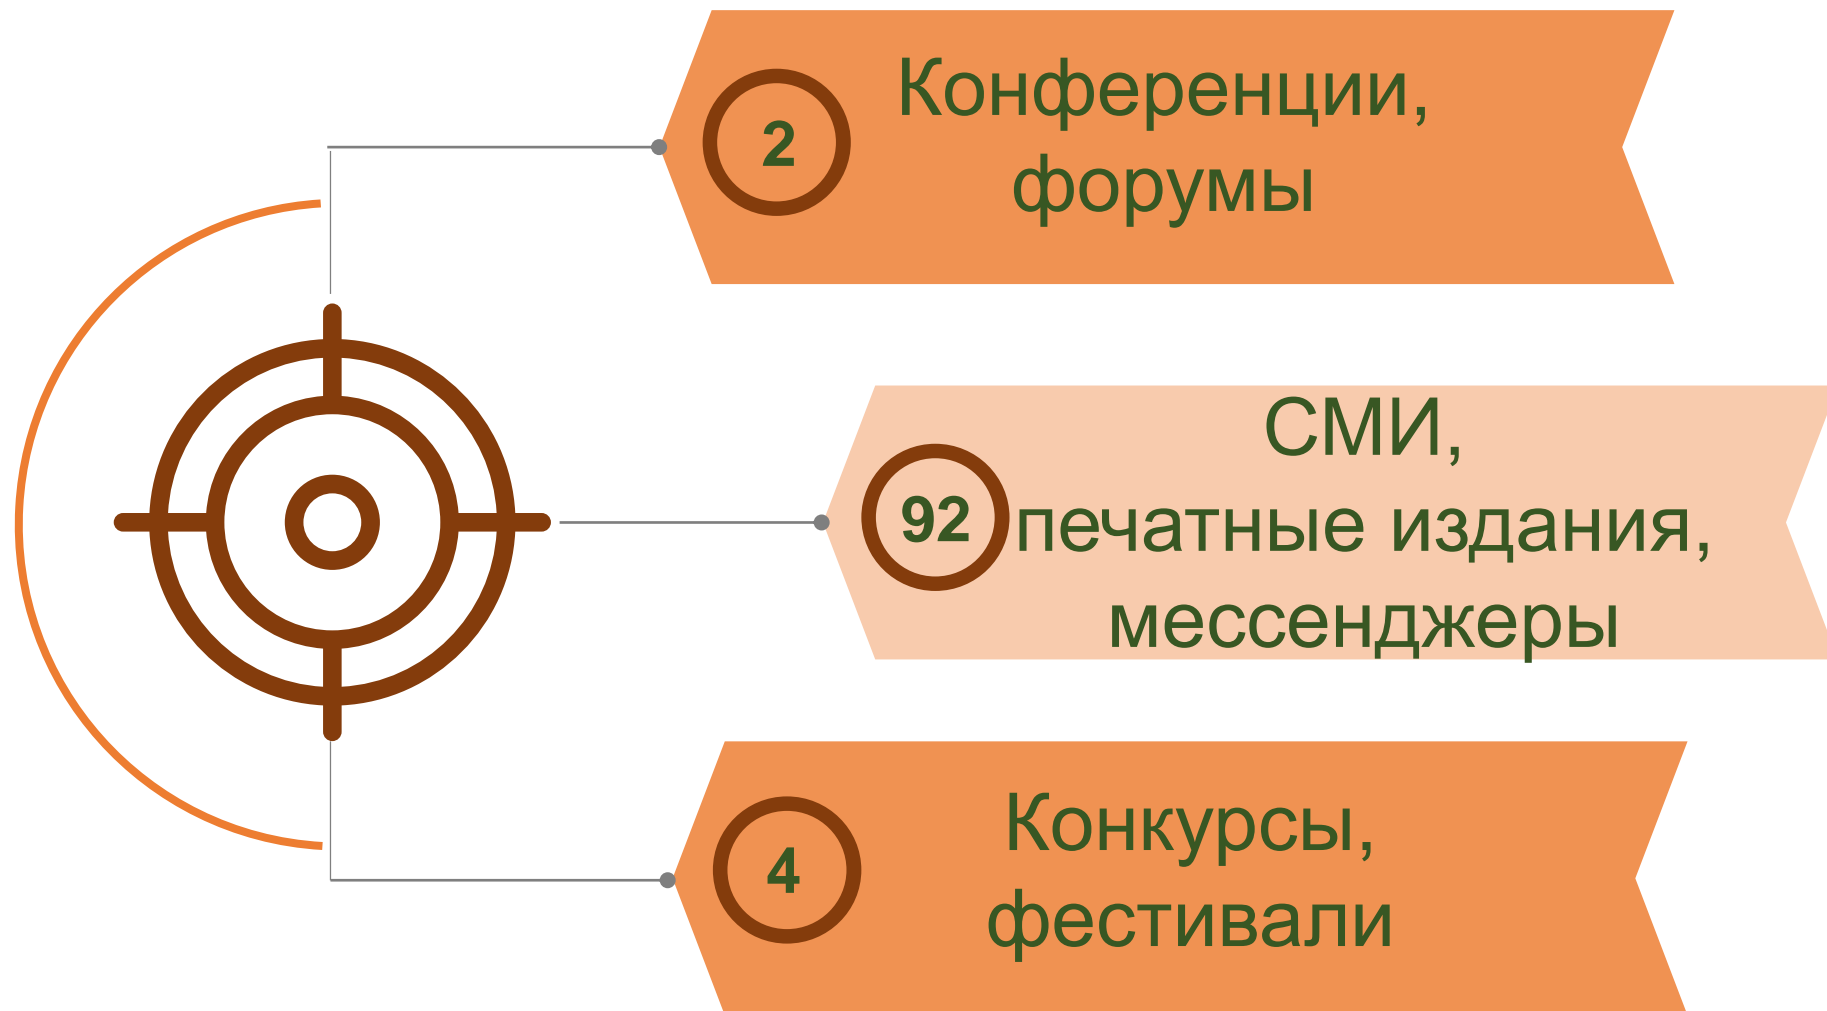 2
Конференции,
форумы
92
СМИ,
печатные издания,
мессенджеры
4
Конкурсы,
фестивали